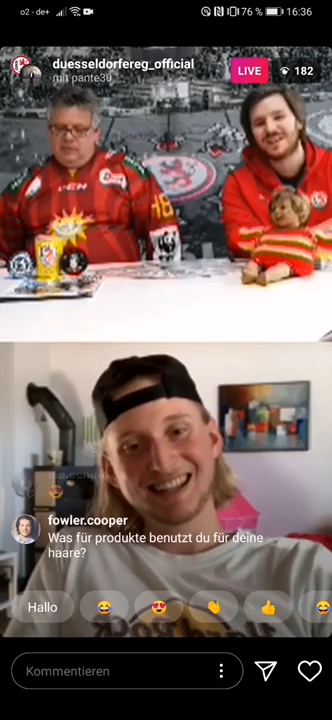 o2 - de+
76 % 16:36
duesseldorfereg_official
mit pante30
LIVE
182
48
fowler.cooper
Was für produkte benutzt du für deine
haare?
Hallo
Kommentieren